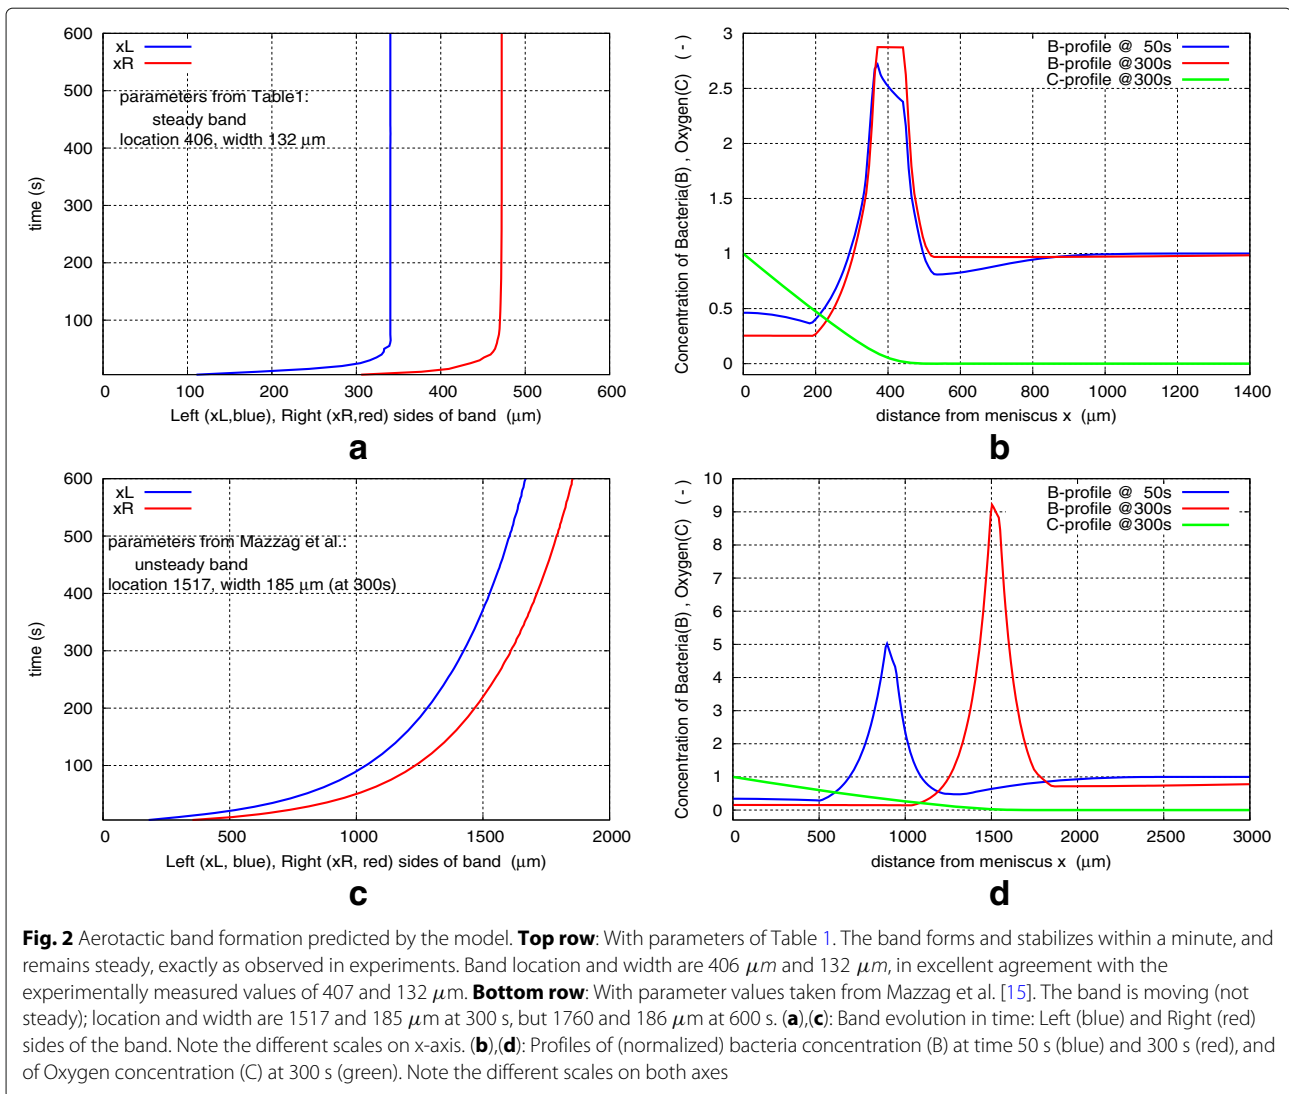 600
500
400
300
200
100
0
100
200
300
400
500
600
time (s)
xL
xR
parameters from Table1:
steady band
location 406, width 132 μm
Left (xL,blue), Right (xR,red) sides of band (μm)
a
3
2.5
2
1.5
1
0.5
0
0
200
400
600
800
1000
1200
1400
Concentration of Bacteria(B) , Oxygen(C) (-)
B-profile @ 50s
B-profile @300s
C-profile @300s
distance from meniscus x (μm)
b
600
500
400
300
200
100
0
500
1000
1500
2000
time (s)
xL
xR
parameters from Mazzag et al.:
unsteady band
location 1517, width 185 μm (at 300s)
Left (xL, blue), Right (xR, red) sides of band (μm)
c
10
9
8
7
6
5
4
3
2
1
0
0
500
1000
1500
2000
2500
3000
Concentration of Bacteria(B) , Oxygen(C) (-)
B-profile @ 50s
B-profile @300s
C-profile @300s
distance from meniscus x (μm)
d
Fig. 2 Aerotactic band formation predicted by the model. Top row: With parameters of Table 1. The band forms and stabilizes within a minute, and
remains steady, exactly as observed in experiments. Band location and width are 406 μm and 132 μm, in excellent agreement with the
experimentally measured values of 407 and 132 μm. Bottom row: With parameter values taken from Mazzag et al. [15]. The band is moving (not
steady); location and width are 1517 and 185 μm at 300 s, but 1760 and 186 μm at 600 s. (a),(c): Band evolution in time: Left (blue) and Right (red)
sides of the band. Note the different scales on x-axis. (b),(d): Profiles of (normalized) bacteria concentration (B) at time 50 s (blue) and 300 s (red), and
of Oxygen concentration (C) at 300 s (green). Note the different scales on both axes